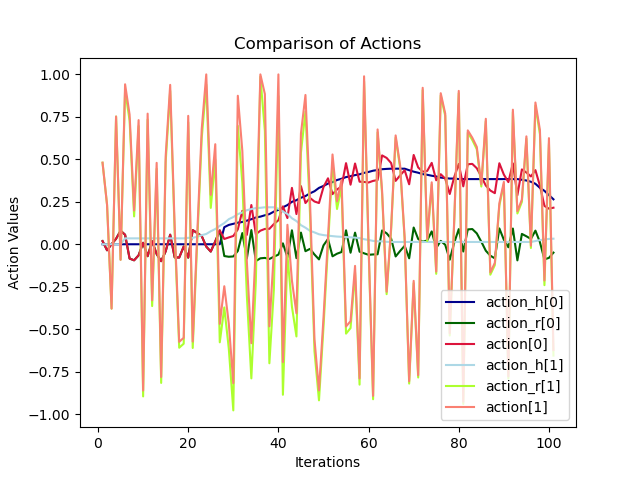 Comparison of Actions
1.00
0.75
0.50
0.25
0.00
−0.25
−0.50
−0.75
−1.00
Action Values
0
20
40
60
80
100
Iterations
action_h[0]
action_r[0]
action[0]
action_h[1]
action_r[1]
action[1]